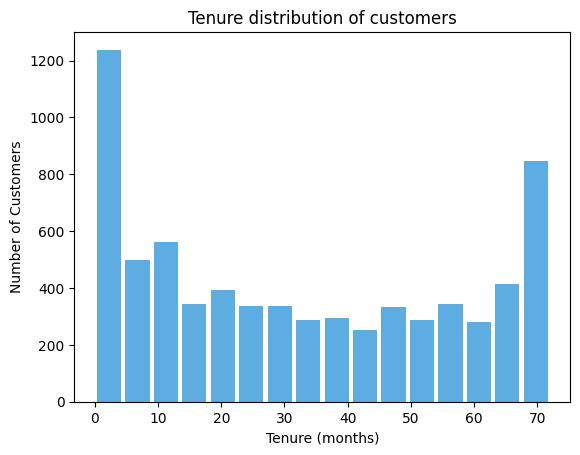 Tenure distribution of customers
Number of Customers
1200
1000
800
600
400
200
0
0 10 20 30 40 50 60 70
Tenure (months)